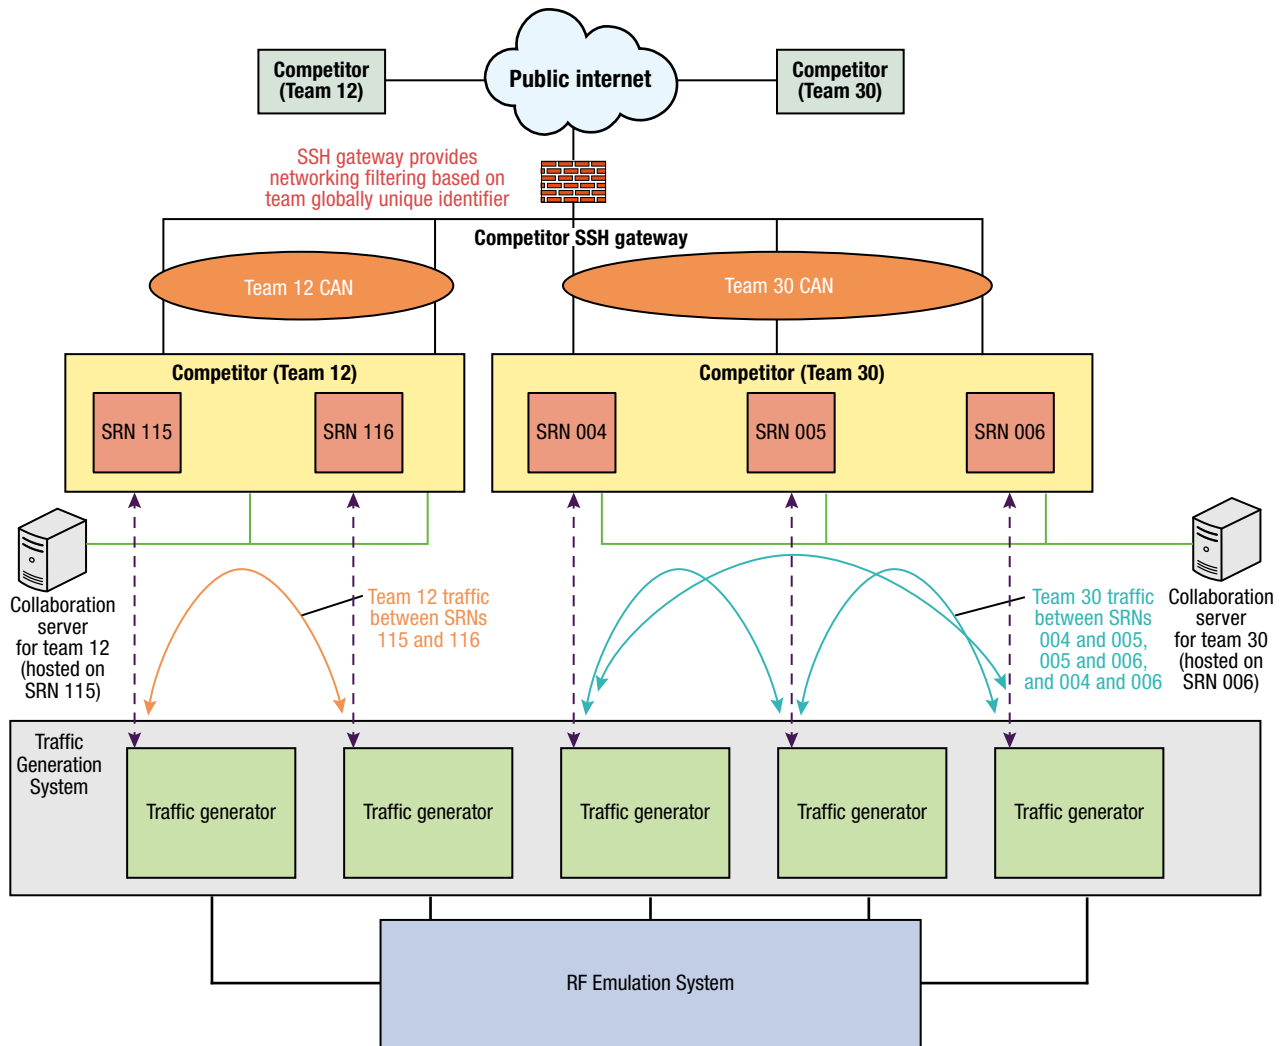 Competitor
(Team 12)
Public internet
Competitor
(Team 30)
SSH gateway provides
networking filtering based on
team globally unique identifier
Competitor SSH gateway
Team 12 CAN
Team 30 CAN
Competitor (Team 12)
Competitor (Team 30)
SRN 115
SRN 116
SRN 004
SRN 005
SRN 006
Collaboration
server
for team 12
(hosted on
SRN 115)
Team 12 traffic
between SRNs
115 and 116
Team 30 traffic
between SRNs
004 and 005,
005 and 006,
and 004 and 006
Collaboration
server
for team 30
(hosted on
SRN 006)
Traffic
Generation
System
Traffic generator
Traffic generator
Traffic generator
Traffic generator
Traffic generator
RF Emulation System